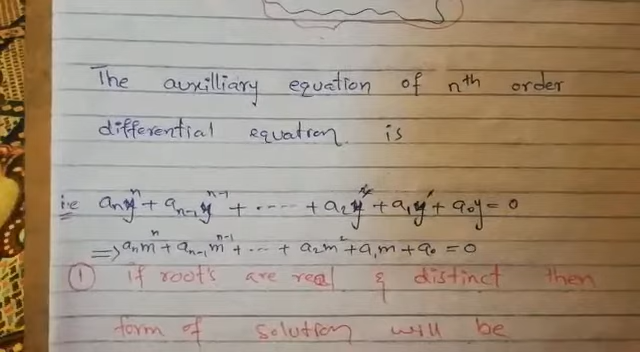 The auxilliary equation of nth order
differential equation is
i.e anyⁿ + aₙ₋₁yⁿ⁻¹ + ---- + a₂y'' + a₁y' + a₀y = 0
⇒ aₙmⁿ + aₙ₋₁mⁿ⁻¹ + -- + a₂m² + a₁m + a₀ = 0
① if root's are real & distinct then
form of solution will be